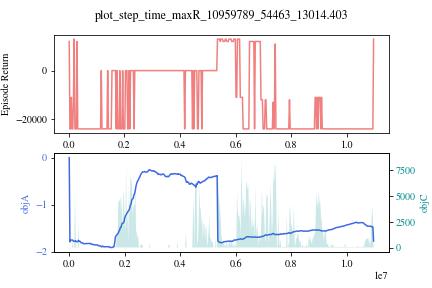 plot_step_time_maxR_10959789_54463_13014.403
Episode Return
0
−20000
0.0 0.2 0.4 0.6 0.8 1.0
objA
0
−1
−2
7500
5000
2500
0
objC
0.0 0.2 0.4 0.6 0.8 1.0
1e7